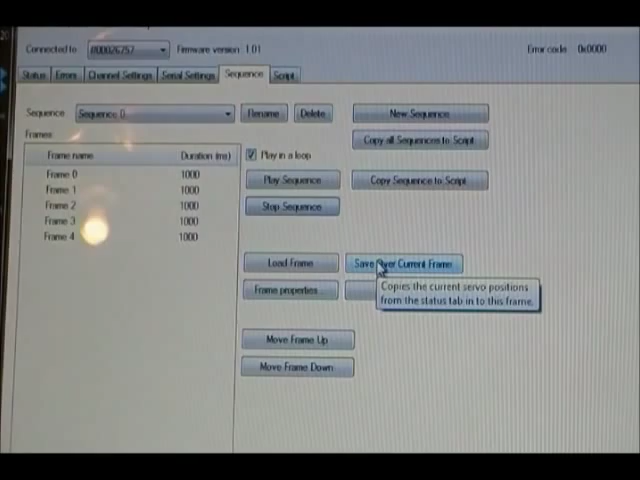 Connected to: #00026757 Firmware version: 1.01 Error code: 0x0000
Status Errors Channel Settings Serial Settings Sequence Script
Sequence: Sequence 0 Rename Delete New Sequence
Frames: Copy all Sequences to Script
Frame name Duration (ms) Play in a loop
Frame 0 1000 Play Sequence Copy Sequence to Script
Frame 1 1000
Frame 2 1000 Stop Sequence
Frame 3 1000
Frame 4 1000
Load Frame Save Over Current Frame
Frame properties...
Copies the current servo positions
from the status tab in to this frame.
Move Frame Up
Move Frame Down